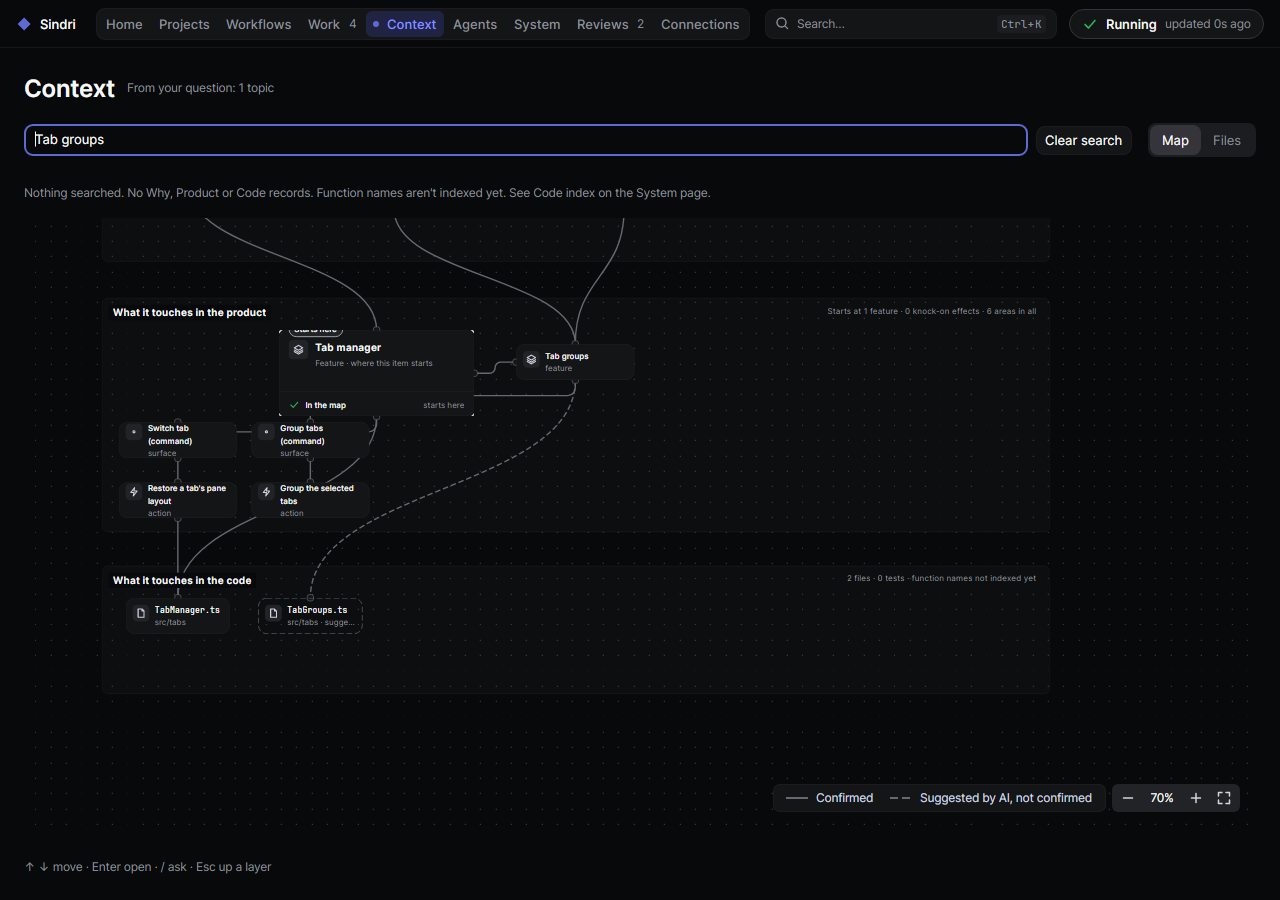 Sindri
Home
Projects
Workflows
Work 4
Context
Agents
System
Reviews 2
Connections
Search...
Ctrl+K
Running updated 0s ago
Context
From your question: 1 topic
Tab groups
Clear search
Map
Files
Nothing searched. No Why, Product or Code records. Function names aren't indexed yet. See Code index on the System page.
What it touches in the product
Starts at 1 feature · 0 knock-on effects · 6 areas in all
Starts here
Tab manager
Feature · where this item starts
In the map
starts here
Tab groups
feature
Switch tab
(command)
surface
Group tabs
(command)
surface
Restore a tab's pane
layout
action
Group the selected
tabs
action
What it touches in the code
2 files · 0 tests · function names not indexed yet
TabManager.ts
src/tabs
TabGroups.ts
src/tabs · sugge...
Confirmed
Suggested by AI, not confirmed
70%
↑ ↓ move · Enter open · / ask · Esc up a layer